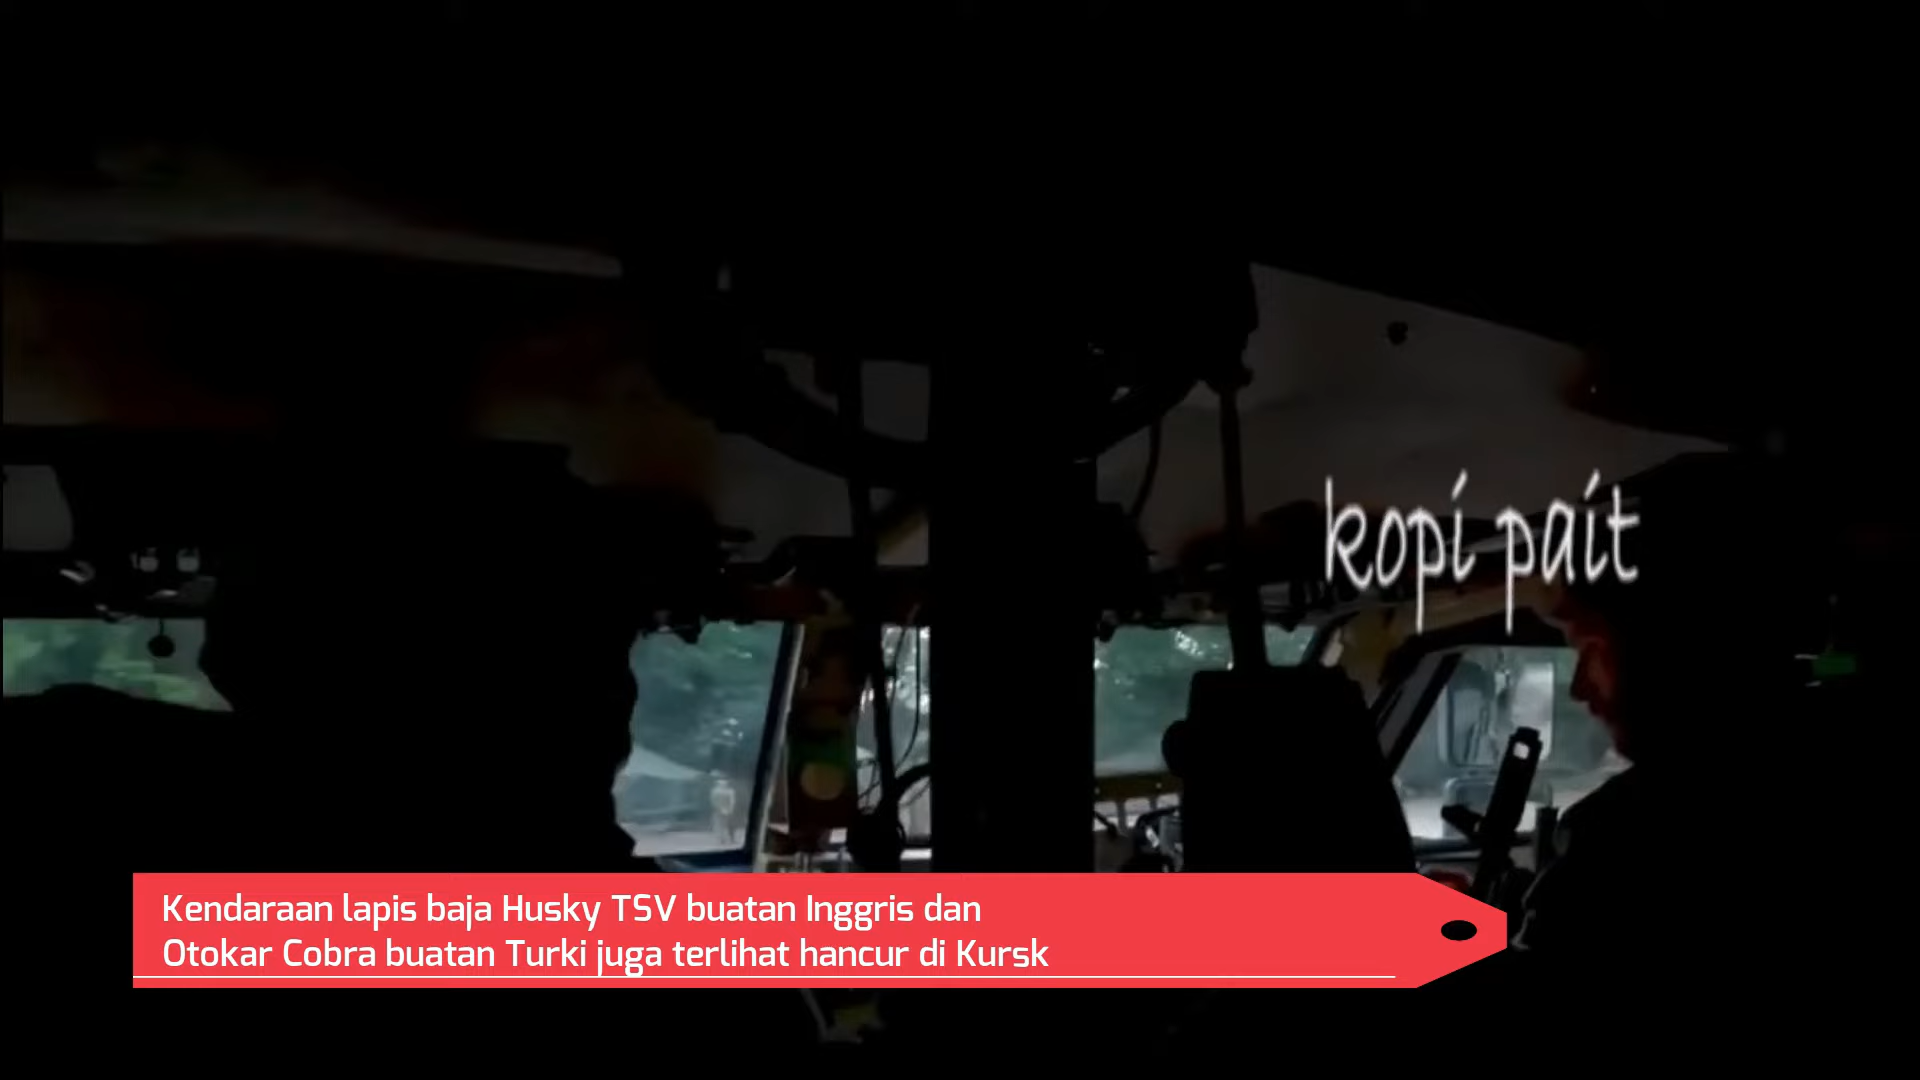 kopi pait
Kendaraan lapis baja Husky TSV buatan Inggris dan
Otokar Cobra buatan Turki juga terlihat hancur di Kursk